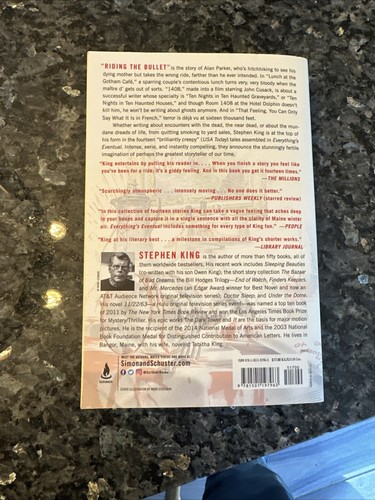 "RIDING THE BULLET" is the story of Alan Parker, who's hitchhiking to see his
dying mother but takes the wrong ride, farther than he ever intended. In "Lunch at the
Gotham Café," a sparring couple's contentious lunch turns very, very bloody when the
maître d' gets out of sorts. "1408," made into a film starring John Cusack, is about a
successful writer whose specialty is "Ten Nights in Ten Haunted Graveyards," or "Ten
Nights in Ten Haunted Houses," and though Room 1408 at the Hotel Dolphin doesn't
kill him, he won't be writing about ghosts anymore. And in "That Feeling, You Can Only
Say What It Is in French," terror is déjà vu at sixteen thousand feet.
Whether writing about encounters with the dead, the near dead, or about the mun-
dane dreads of life, from quitting smoking to yard sales, Stephen King is at the top of
his form in the fourteen "brilliantly creepy" (USA Today) tales assembled in Everything's
Eventual. Intense, eerie, and instantly compelling, they announce the stunningly fertile
imagination of perhaps the greatest storyteller of our time.
"King entertains by pulling the reader in. . . . When you finish a story you feel like
you've been for a ride; it's a giddy feeling. And in this book you get it fourteen times."
—THE MILLIONS
"Scarchingly atmospheric . . . intensely moving. . . . No one does it better."
—PUBLISHERS WEEKLY (starred review)
"In this collection of fourteen stories King can take a vague feeling that aches deep
in your bones and capture it in a single sentence with all the clarity of Maine winter
air. Everything's Eventual includes something for every type of King fan." —PEOPLE
"King at his literary best . . . a milestone in compilations of King's shorter works."
—LIBRARY JOURNAL
STEPHEN KING is the author of more than fifty books, all of
them worldwide bestsellers. His recent work includes Sleeping Beauties
(co-written with his son Owen King), the short story collection The Bazaar
of Bad Dreams, the Bill Hodges Trilogy—End of Watch, Finders Keepers
and Mr. Mercedes (an Edgar Award winner for Best Novel and now an
AT&T Audience Network original television series), Doctor Sleep, and Under the Dome.
His novel 11/22/63—a Hulu original television series event—was named a top ten book
of 2011 by The New York Times Book Review and won the Los Angeles Times Book Prize
for Mystery/Thriller. His epic works The Dark Tower and It are the basis for major motion
pictures. He is the recipient of the 2014 National Medal of Arts and the 2003 National
Book Foundation Medal for Distinguished Contribution to American Letters. He lives
in Bangor, Maine, with his wife, novelist Tabitha King.
MEET THE AUTHORS, WATCH VIDEOS AND MORE AT
SimonandSchuster.com
SCRIBNER
51700